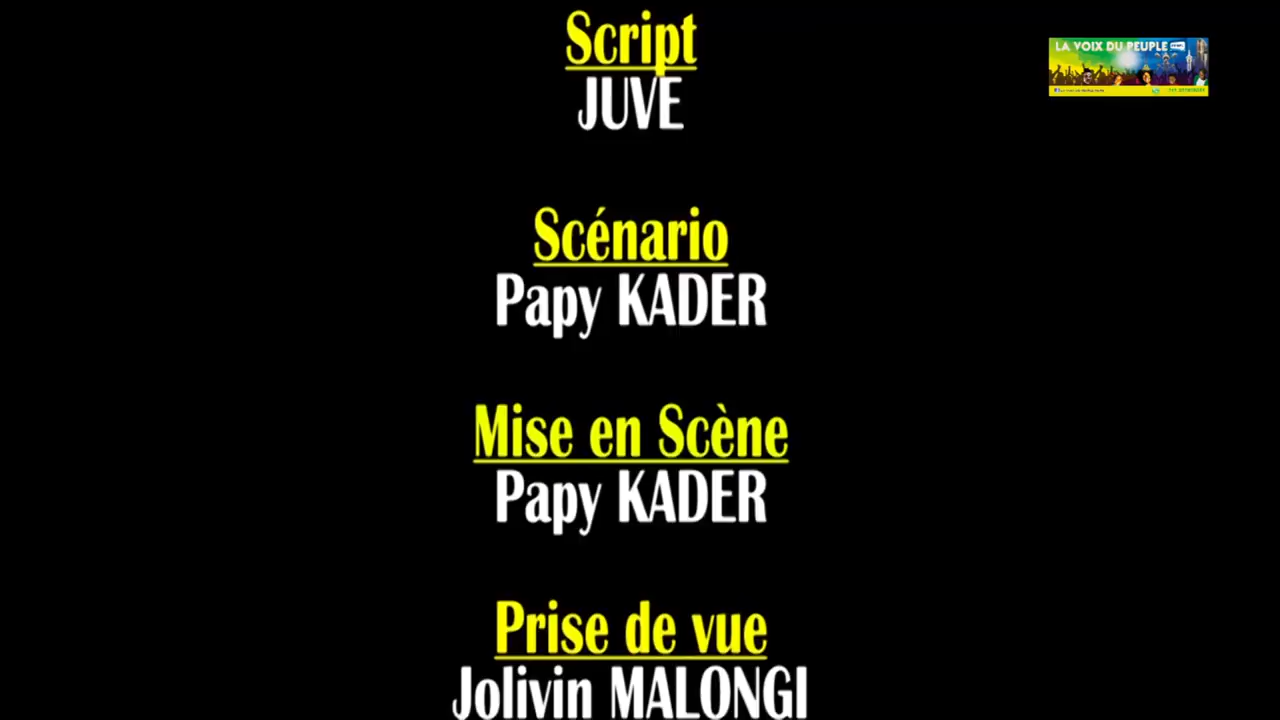 Script
JUVE
LA VOIX DU PEUPLE
Scénario
Papy KADER
Mise en Scène
Papy KADER
Prise de vue
Jolivin MALONGI